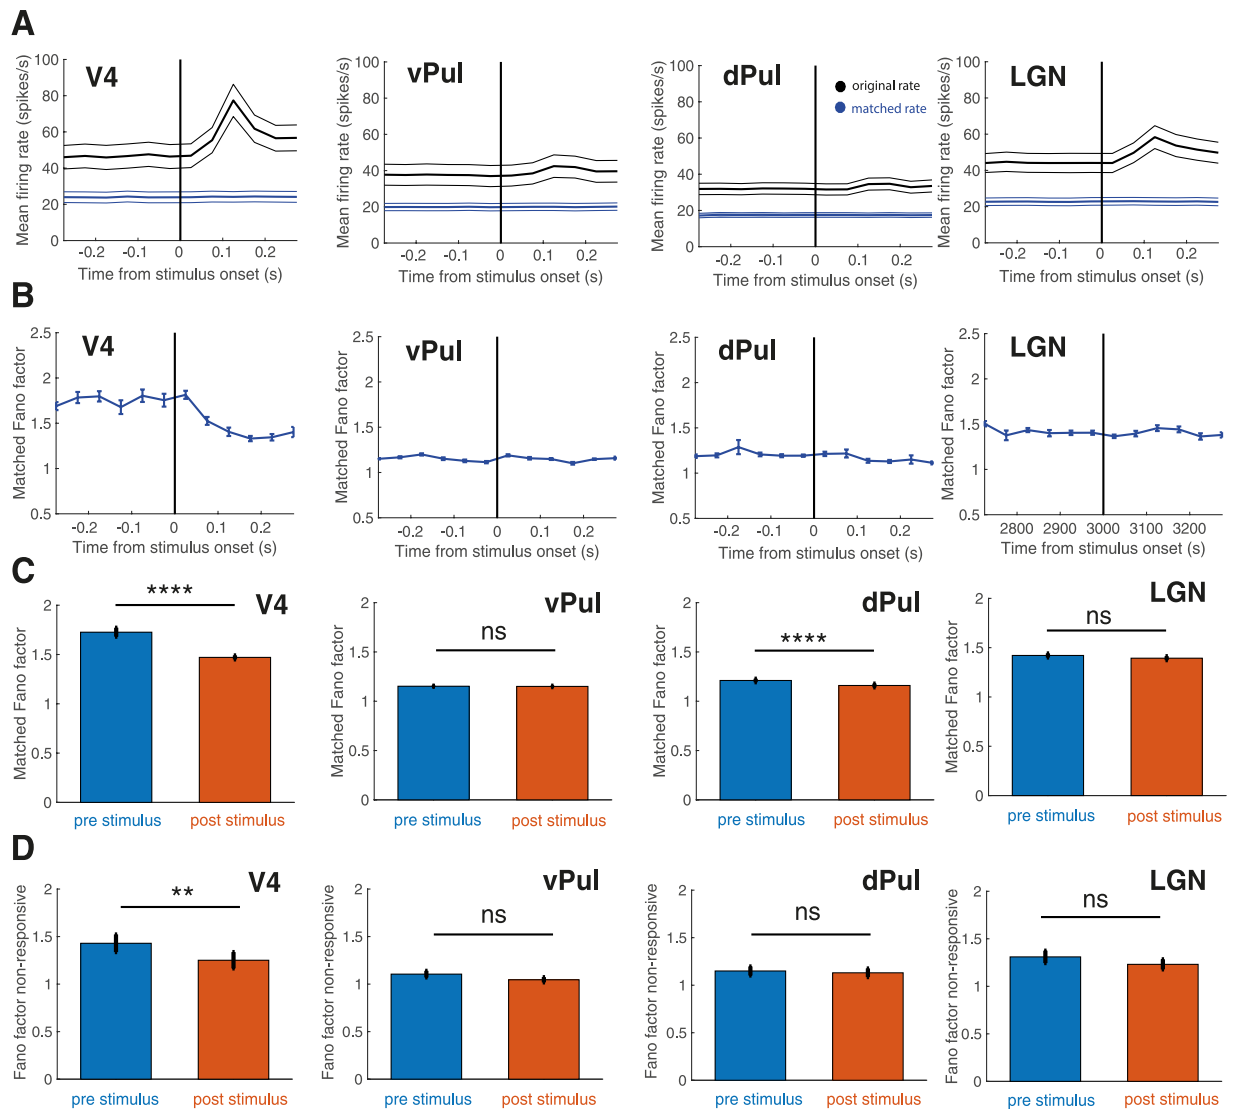 A
V4
vPul
dPul
LGN
original rate
matched rate
Mean firing rate (spikes/s)
100
80
60
40
20
0
-0.2
-0.1
0
0.1
0.2
Time from stimulus onset (s)
Mean firing rate (spikes/s)
100
80
60
40
20
0
-0.2
-0.1
0
0.1
0.2
Time from stimulus onset (s)
Mean firing rate (spikes/s)
100
80
60
40
20
0
-0.2
-0.1
0
0.1
0.2
Time from stimulus onset (s)
Mean firing rate (spikes/s)
100
80
60
40
20
0
-0.2
-0.1
0
0.1
0.2
Time from stimulus onset (s)
B
V4
Matched Fano factor
2.5
2
1.5
1
0.5
-0.2
-0.1
0
0.1
0.2
Time from stimulus onset (s)
vPul
Matched Fano factor
2.5
2
1.5
1
0.5
-0.2
-0.1
0
0.1
0.2
Time from stimulus onset (s)
dPul
Matched Fano factor
2.5
2
1.5
1
0.5
-0.2
-0.1
0
0.1
0.2
Time from stimulus onset (s)
LGN
Matched Fano factor
2.5
2
1.5
1
0.5
2800
2900
3000
3100
3200
Time from stimulus onset (s)
C
V4
****
Matched Fano factor
2
1.5
1
0.5
0
pre stimulus
post stimulus
vPul
ns
Matched Fano factor
2
1.5
1
0.5
0
pre stimulus
post stimulus
dPul
****
Matched Fano factor
2
1.5
1
0.5
0
pre stimulus
post stimulus
LGN
ns
Matched Fano factor
2
1.5
1
0.5
0
pre stimulus
post stimulus
D
V4
**
Fano factor non-responsive
2
1.5
1
0.5
0
pre stimulus
post stimulus
vPul
ns
Fano factor non-responsive
2
1.5
1
0.5
0
pre stimulus
post stimulus
dPul
ns
Fano factor non-responsive
2
1.5
1
0.5
0
pre stimulus
post stimulus
LGN
ns
Fano factor non-responsive
2
1.5
1
0.5
0
pre stimulus
post stimulus